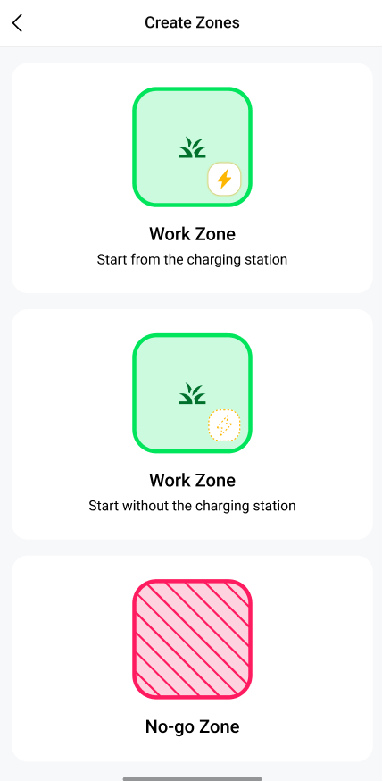 Create Zones
Work Zone
Start from the charging station
Work Zone
Start without the charging station
No-go Zone